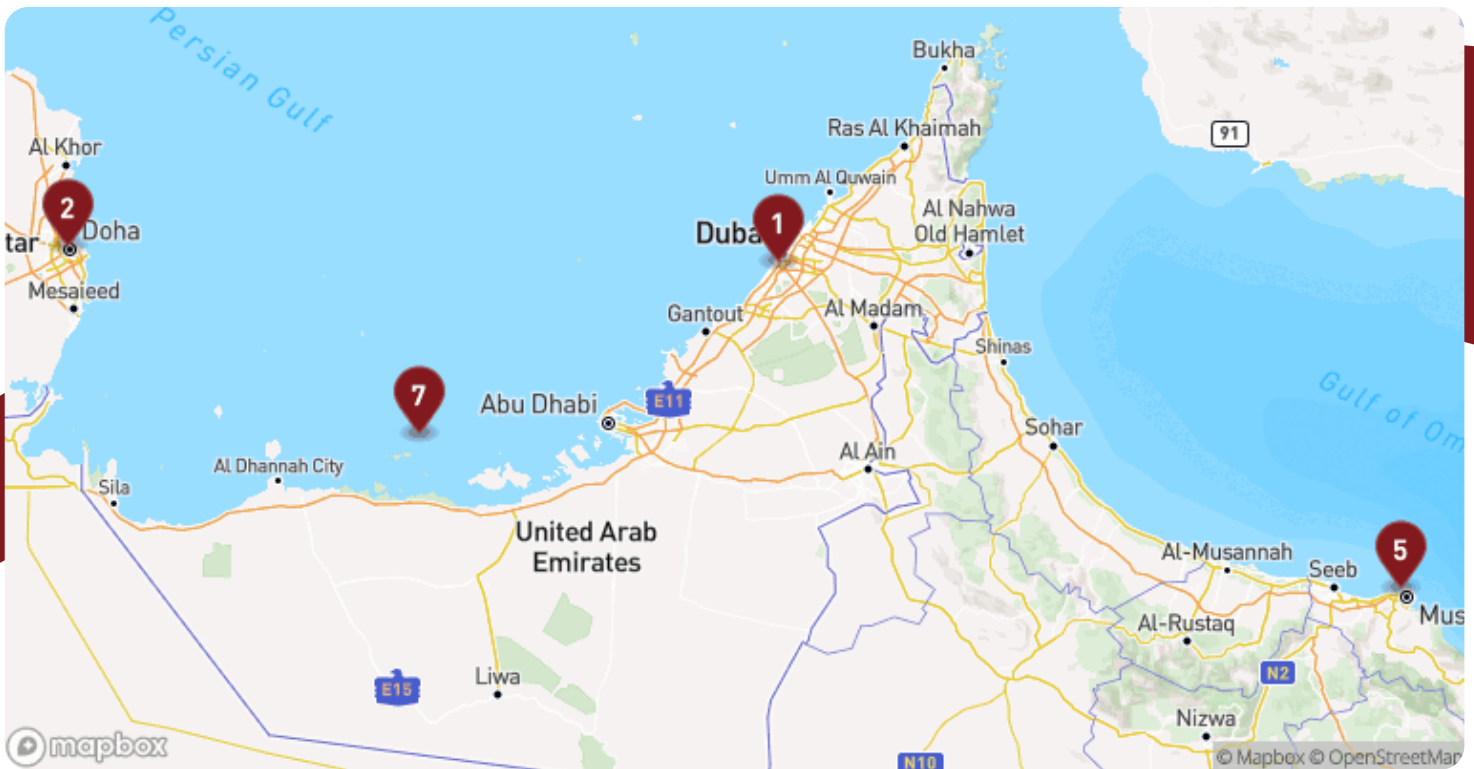 Persian Gulf
Bukha
Ras Al Khaimah
91
Al Khor
Umm Al Quwain
2
Doha
tar
1
Duba
Al Nahwa
Old Hamlet
Mesaieed
Gantout
Al Madam
Shinas
7
Abu Dhabi
E11
Gulf of Om
Sohar
Al Ain
Al Dhannah City
Sila
United Arab
Emirates
Al-Musannah
Seeb
5
Mus
Al-Rustaq
Liwa
E15
N2
Nizwa
mapbox
N10
© Mapbox © OpenStreetMap